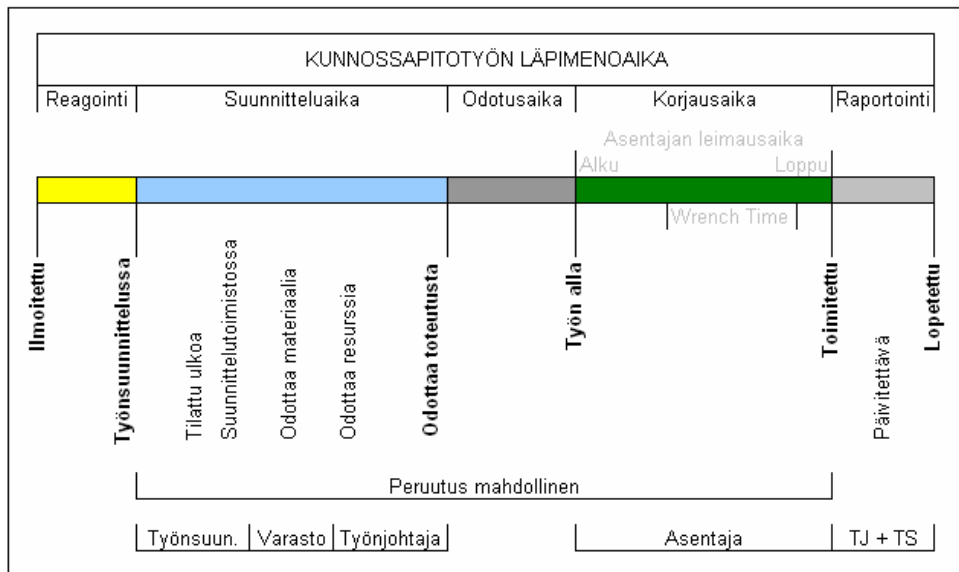 KUNNOSSAPITOTYÖN LÄPIMENOAIKA
Reagointi
Suunnitteluaika
Odotusaika
Korjausaika
Raportointi
Asentajan leimausaika
Alku
Loppu
Wrench Time
Ilmoitettu
Työnsuunnittelussa
Tilattu ulkoa
Suunnittelutoimistossa
Odottaa materiaalia
Odottaa resurssia
Odottaa toteutusta
Työn alla
Toimitettu
Päivitettävä
Lopetettu
Peruutus mahdollinen
Työnsuun.
Varasto
Työnjohtaja
Asentaja
TJ + TS